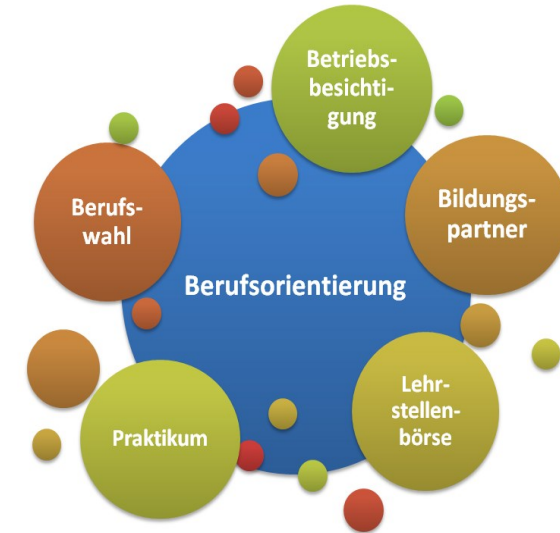 Betriebs-
besichti-
gung
Berufs-
wahl
Bildungs-
partner
Berufsorientierung
Praktikum
Lehr-
stellen-
börse